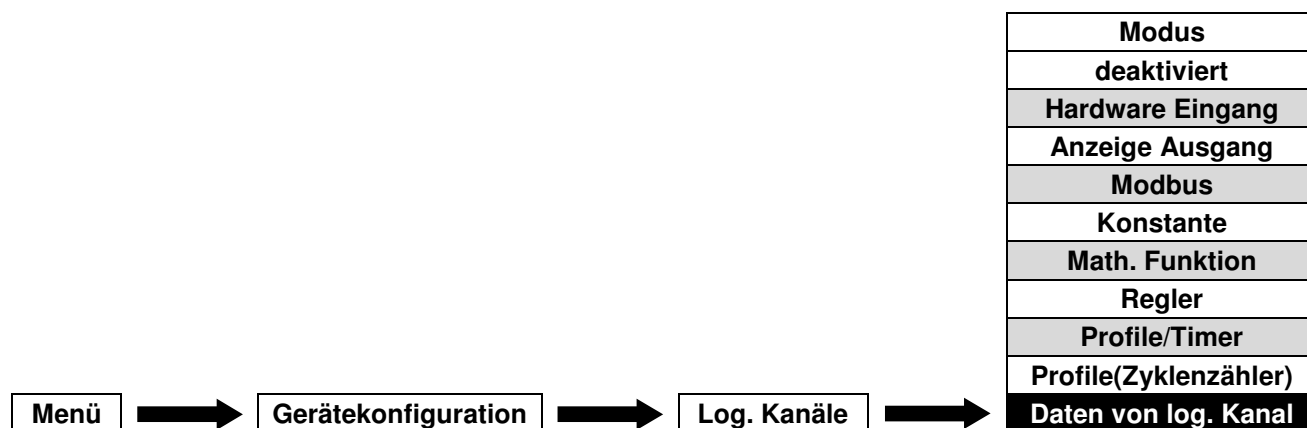 Modus
deaktiviert
Hardware Eingang
Anzeige Ausgang
Modbus
Konstante
Math. Funktion
Regler
Profile/Timer
Profile(Zyklenzähler)
Menü Gerätekonfiguration Log. Kanäle Daten von log. Kanal